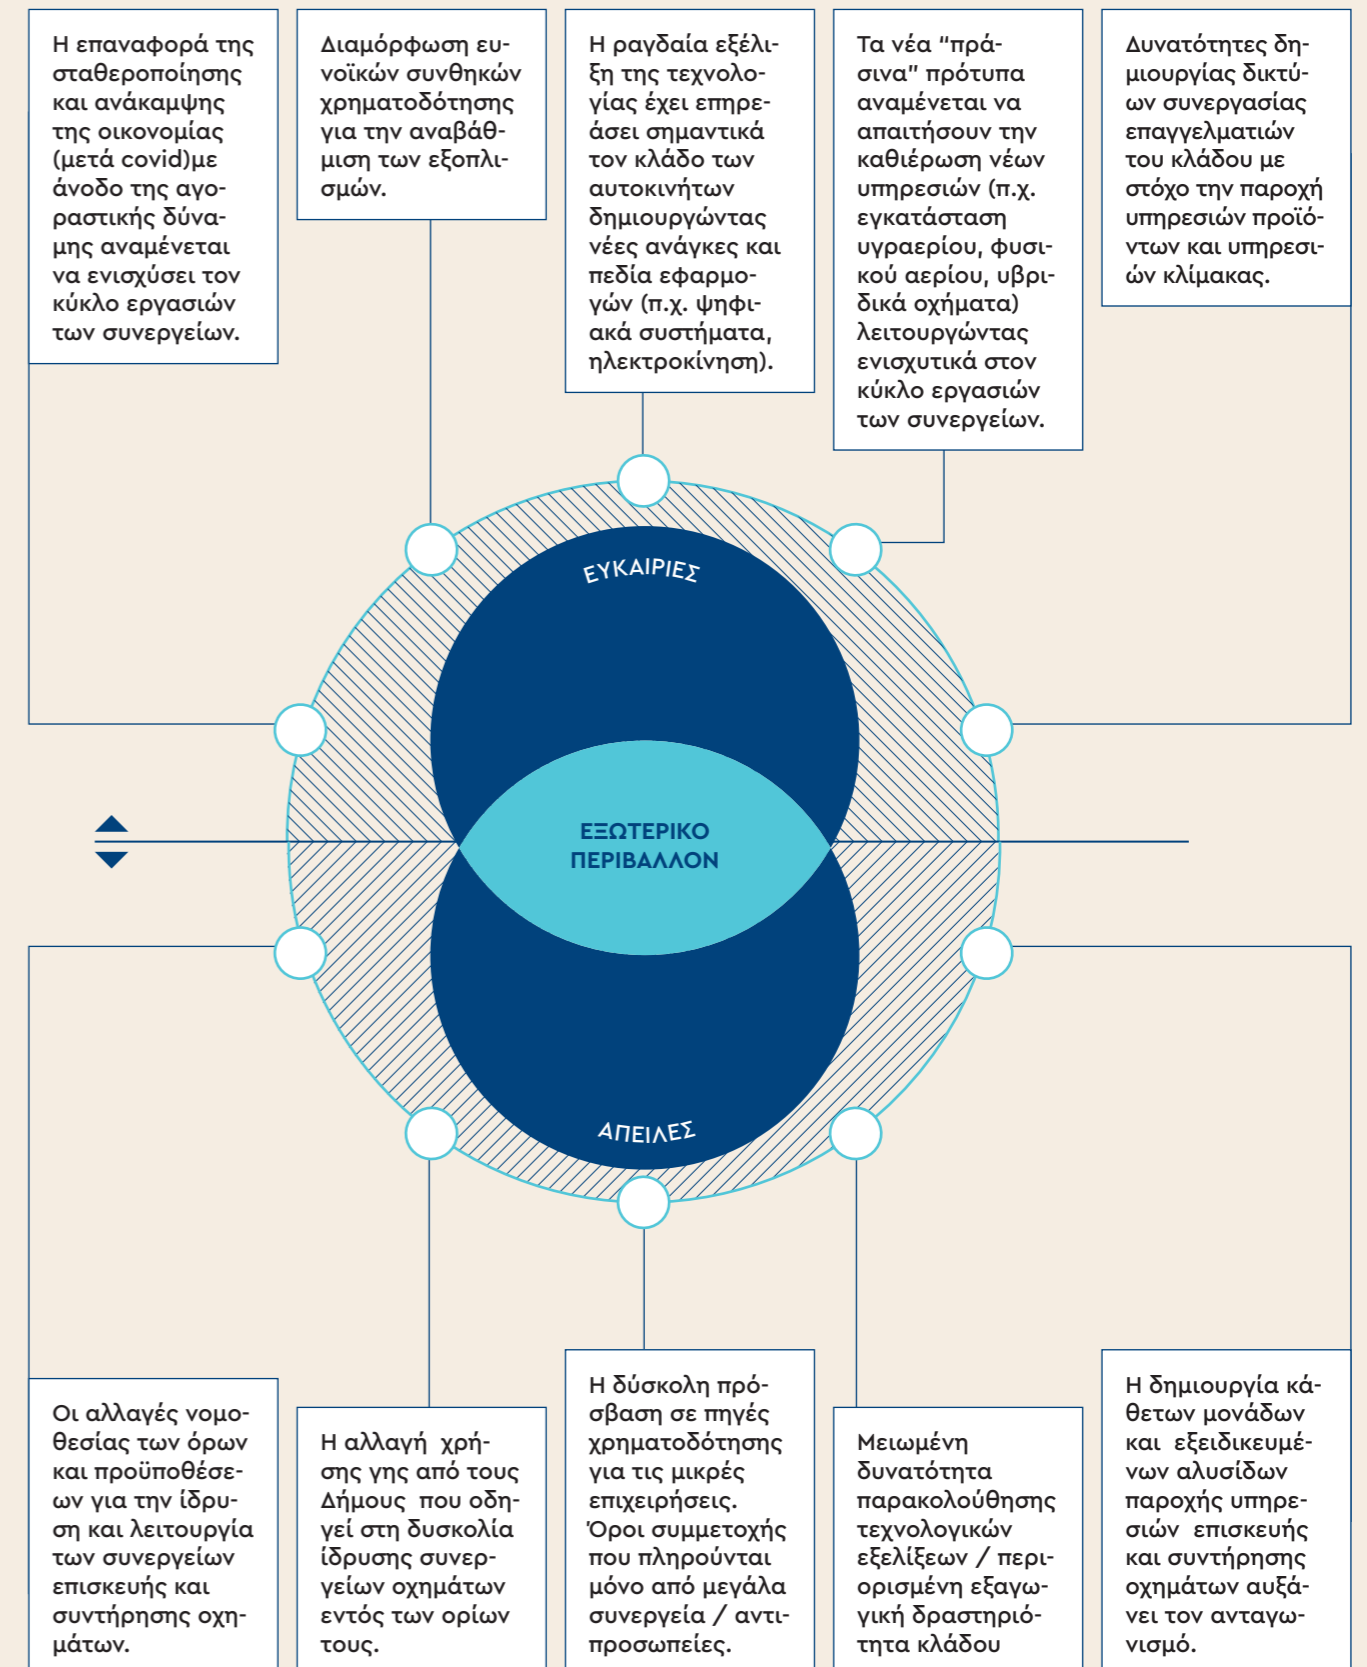 Η επαναφορά της
σταθεροποίησης
και ανάκαμψης
της οικονομίας
(μετά covid)με
άνοδο της αγο-
ραστικής δύνα-
μης αναμένεται
να ενισχύσει τον
κύκλο εργασιών
των συνεργείων.
Διαμόρφωση ευ-
νοϊκών συνθηκών
χρηματοδότησης
για την αναβάθ-
μιση των εξοπλι-
σμών.
Η ραγδαία εξέλι-
ξη της τεχνολο-
γίας έχει επηρε-
άσει σημαντικά
τον κλάδο των
αυτοκινήτων
δημιουργώντας
νέες ανάγκες και
πεδία εφαρμο-
γών (π.χ. ψηφι-
ακά συστήματα,
ηλεκτροκίνηση).
Τα νέα “πρά-
σινα” πρότυπα
αναμένεται να
απαιτήσουν την
καθιέρωση νέων
υπηρεσιών (π.χ.
εγκατάσταση
υγραερίου, φυσι-
κού αερίου, υβρι-
δικά οχήματα)
λειτουργώντας
ενισχυτικά στον
κύκλο εργασιών
των συνεργείων.
Δυνατότητες δη-
μιουργίας δικτύ-
ων συνεργασίας
επαγγελματιών
του κλάδου με
στόχο την παροχή
υπηρεσιών προϊό-
ντων και υπηρεσι-
ών κλίμακας.
ΕΥΚΑΙΡΙΕΣ
ΕΞΩΤΕΡΙΚΟ
ΠΕΡΙΒΑΛΛΟΝ
ΑΠΕΙΛΕΣ
Οι αλλαγές νομο-
θεσίας των όρων
και προϋποθέσε-
ων για την ίδρυ-
ση και λειτουργία
των συνεργείων
επισκευής και
συντήρησης οχη-
μάτων.
Η αλλαγή χρή-
σης γης από τους
Δήμους που οδη-
γεί στη δυσκολία
ίδρυσης συνερ-
γείων οχημάτων
εντός των ορίων
τους.
Η δύσκολη πρό-
σβαση σε πηγές
χρηματοδότησης
για τις μικρές
επιχειρήσεις.
Όροι συμμετοχής
που πληρούνται
μόνο από μεγάλα
συνεργεία / αντι-
προσωπείες.
Μειωμένη
δυνατότητα
παρακολούθησης
τεχνολογικών
εξελίξεων / περι-
ορισμένη εξαγω-
γική δραστηριό-
τητα κλάδου
Η δημιουργία κά-
θετων μονάδων
και εξειδικευμέ-
νων αλυσίδων
παροχής υπηρε-
σιών επισκευής
και συντήρησης
οχημάτων αυξά-
νει τον ανταγω-
νισμό.